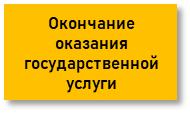 Окончание
оказания
государственной
услуги